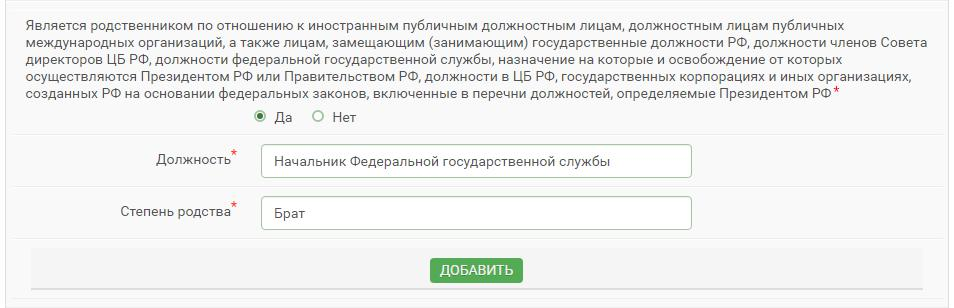 Является родственником по отношению к иностранным публичным должностным лицам, должностным лицам публичных
международных организаций, а также лицам, замещающим (занимающим) государственные должности РФ, должности членов Совета
директоров ЦБ РФ, должности федеральной государственной службы, назначение на которые и освобождение от которых
осуществляются Президентом РФ или Правительством РФ, должности в ЦБ РФ, государственных корпорациях и иных организациях,
созданных РФ на основании федеральных законов, включенные в перечни должностей, определяемые Президентом РФ*
Да Нет
Должность* Начальник Федеральной государственной службы
Степень родства* Брат
ДОБАВИТЬ